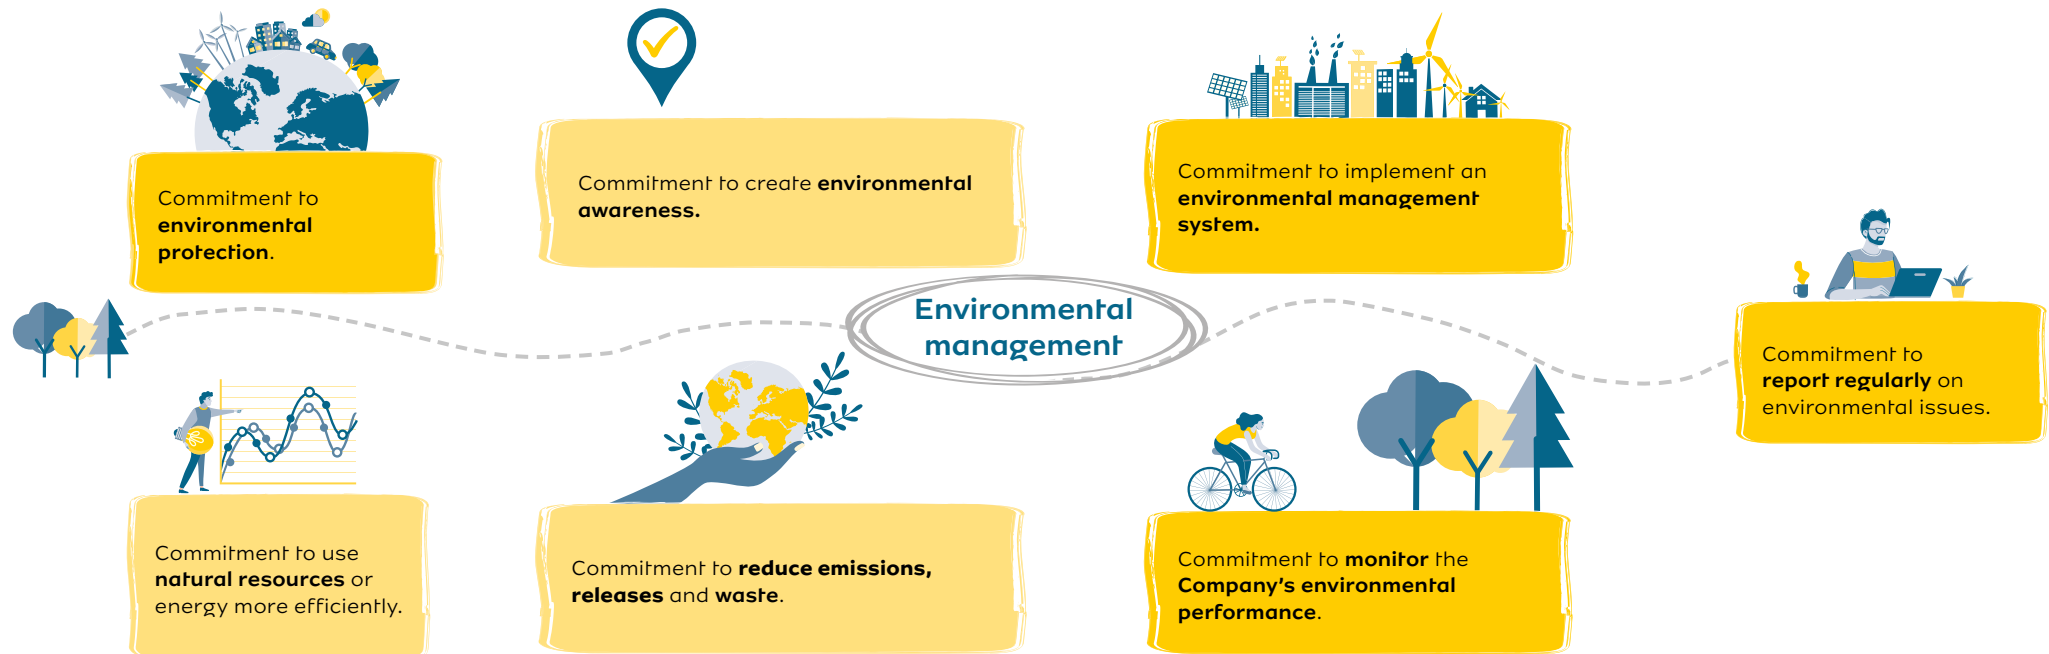 Commitment to
environmental
protection.
Commitment to create environmental
awareness.
Commitment to implement an
environmental management
system.
Environmental
management
Commitment to
report regularly on
environmental issues.
Commitment to use
natural resources or
energy more efficiently.
Commitment to reduce emissions,
releases and waste.
Commitment to monitor the
Company's environmental
performance.